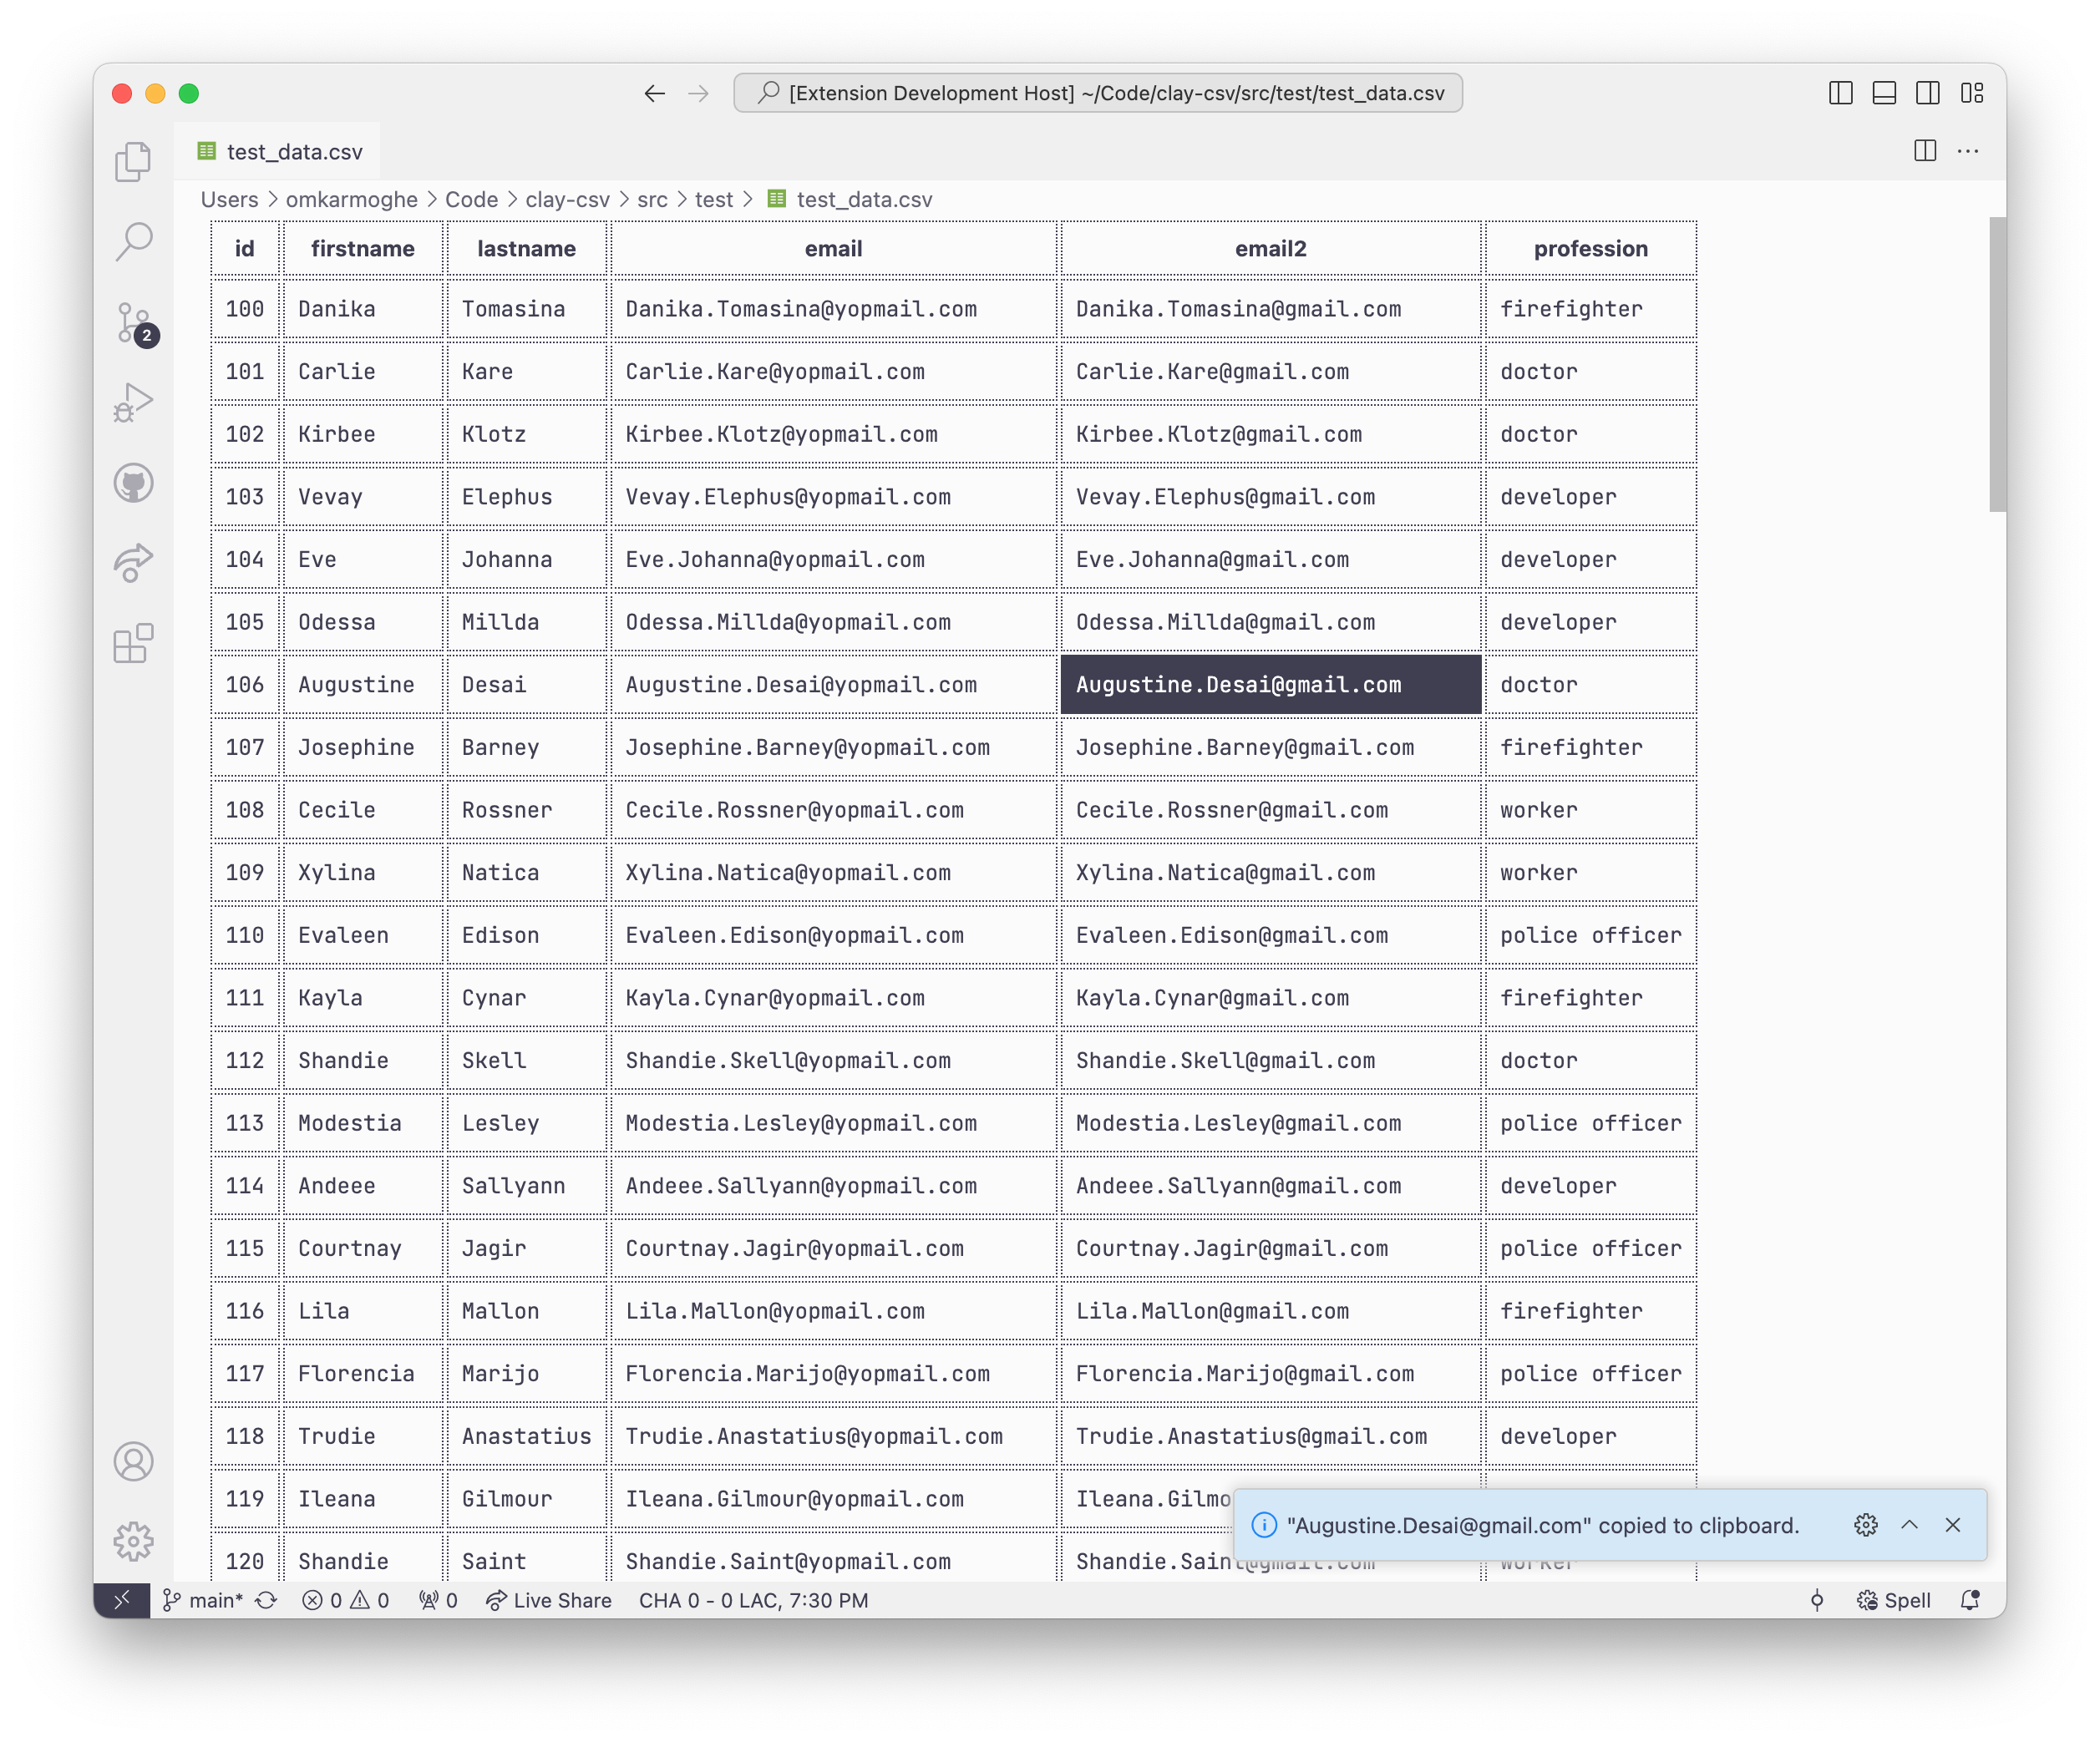 [Extension Development Host] ~/Code/clay-csv/src/test/test_data.csv
test_data.csv
Users > omkarmoghe > Code > clay-csv > src > test > test_data.csv
id firstname lastname email email2 profession
100 Danika Tomasina Danika.Tomasina@yopmail.com Danika.Tomasina@gmail.com firefighter
101 Carlie Kare Carlie.Kare@yopmail.com Carlie.Kare@gmail.com doctor
2
102 Kirbee Klotz Kirbee.Klotz@yopmail.com Kirbee.Klotz@gmail.com doctor
103 Vevay Elephus Vevay.Elephus@yopmail.com Vevay.Elephus@gmail.com developer
104 Eve Johanna Eve.Johanna@yopmail.com Eve.Johanna@gmail.com developer
105 Odessa Millda Odessa.Millda@yopmail.com Odessa.Millda@gmail.com developer
106 Augustine Desai Augustine.Desai@yopmail.com Augustine.Desai@gmail.com doctor
107 Josephine Barney Josephine.Barney@yopmail.com Josephine.Barney@gmail.com firefighter
108 Cecile Rossner Cecile.Rossner@yopmail.com Cecile.Rossner@gmail.com worker
109 Xylina Natica Xylina.Natica@yopmail.com Xylina.Natica@gmail.com worker
110 Evaleen Edison Evaleen.Edison@yopmail.com Evaleen.Edison@gmail.com police officer
111 Kayla Cynar Kayla.Cynar@yopmail.com Kayla.Cynar@gmail.com firefighter
112 Shandie Skell Shandie.Skell@yopmail.com Shandie.Skell@gmail.com doctor
113 Modestia Lesley Modestia.Lesley@yopmail.com Modestia.Lesley@gmail.com police officer
114 Andeee Sallyann Andeee.Sallyann@yopmail.com Andeee.Sallyann@gmail.com developer
115 Courtnay Jagir Courtnay.Jagir@yopmail.com Courtnay.Jagir@gmail.com police officer
116 Lila Mallon Lila.Mallon@yopmail.com Lila.Mallon@gmail.com firefighter
117 Florencia Marijo Florencia.Marijo@yopmail.com Florencia.Marijo@gmail.com police officer
118 Trudie Anastatius Trudie.Anastatius@yopmail.com Trudie.Anastatius@gmail.com developer
119 Ileana Gilmour Ileana.Gilmour@yopmail.com Ileana.Gilmo
"Augustine.Desai@gmail.com" copied to clipboard.
120 Shandie Saint Shandie.Saint@yopmail.com Shandie.Saint@gmail.com worker
main* 0 0 0 Live Share CHA 0 - 0 LAC, 7:30 PM Spell